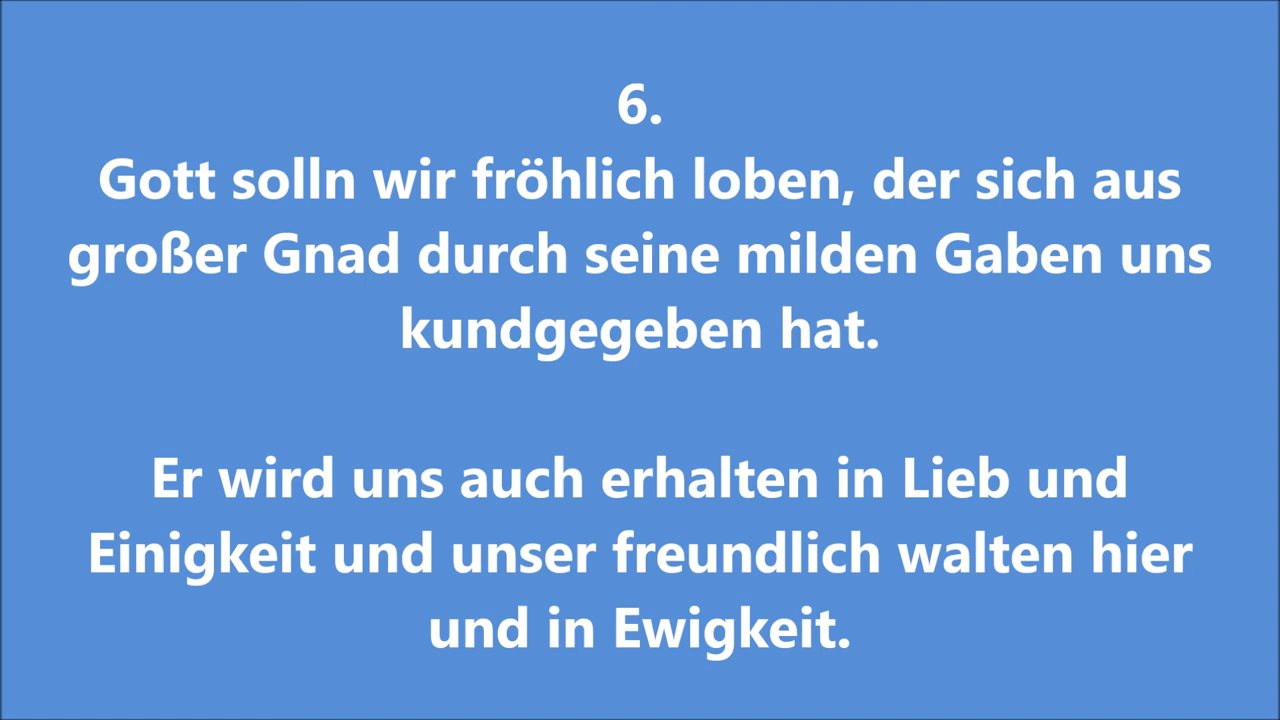 6.
Gott solln wir fröhlich loben, der sich aus
großer Gnad durch seine milden Gaben uns
kundgegeben hat.
Er wird uns auch erhalten in Lieb und
Einigkeit und unser freundlich walten hier
und in Ewigkeit.